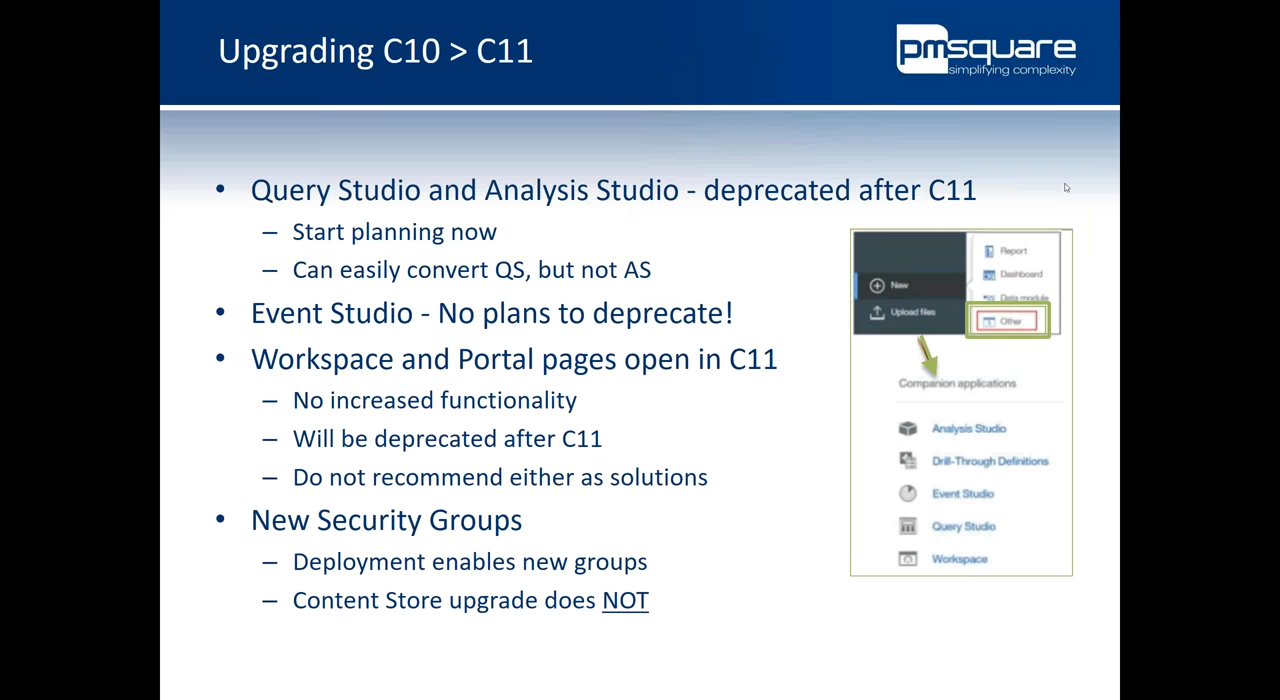 Upgrading C10 > C11
pmsquare
simplifying complexity
• Query Studio and Analysis Studio - deprecated after C11
– Start planning now
– Can easily convert QS, but not AS
• Event Studio - No plans to deprecate!
• Workspace and Portal pages open in C11
– No increased functionality
– Will be deprecated after C11
– Do not recommend either as solutions
• New Security Groups
– Deployment enables new groups
– Content Store upgrade does NOT
New
Upload files
Report
Dashboard
Data module
Other
Companion applications
Analysis Studio
Drill-Through Definitions
Event Studio
Query Studio
Workspace